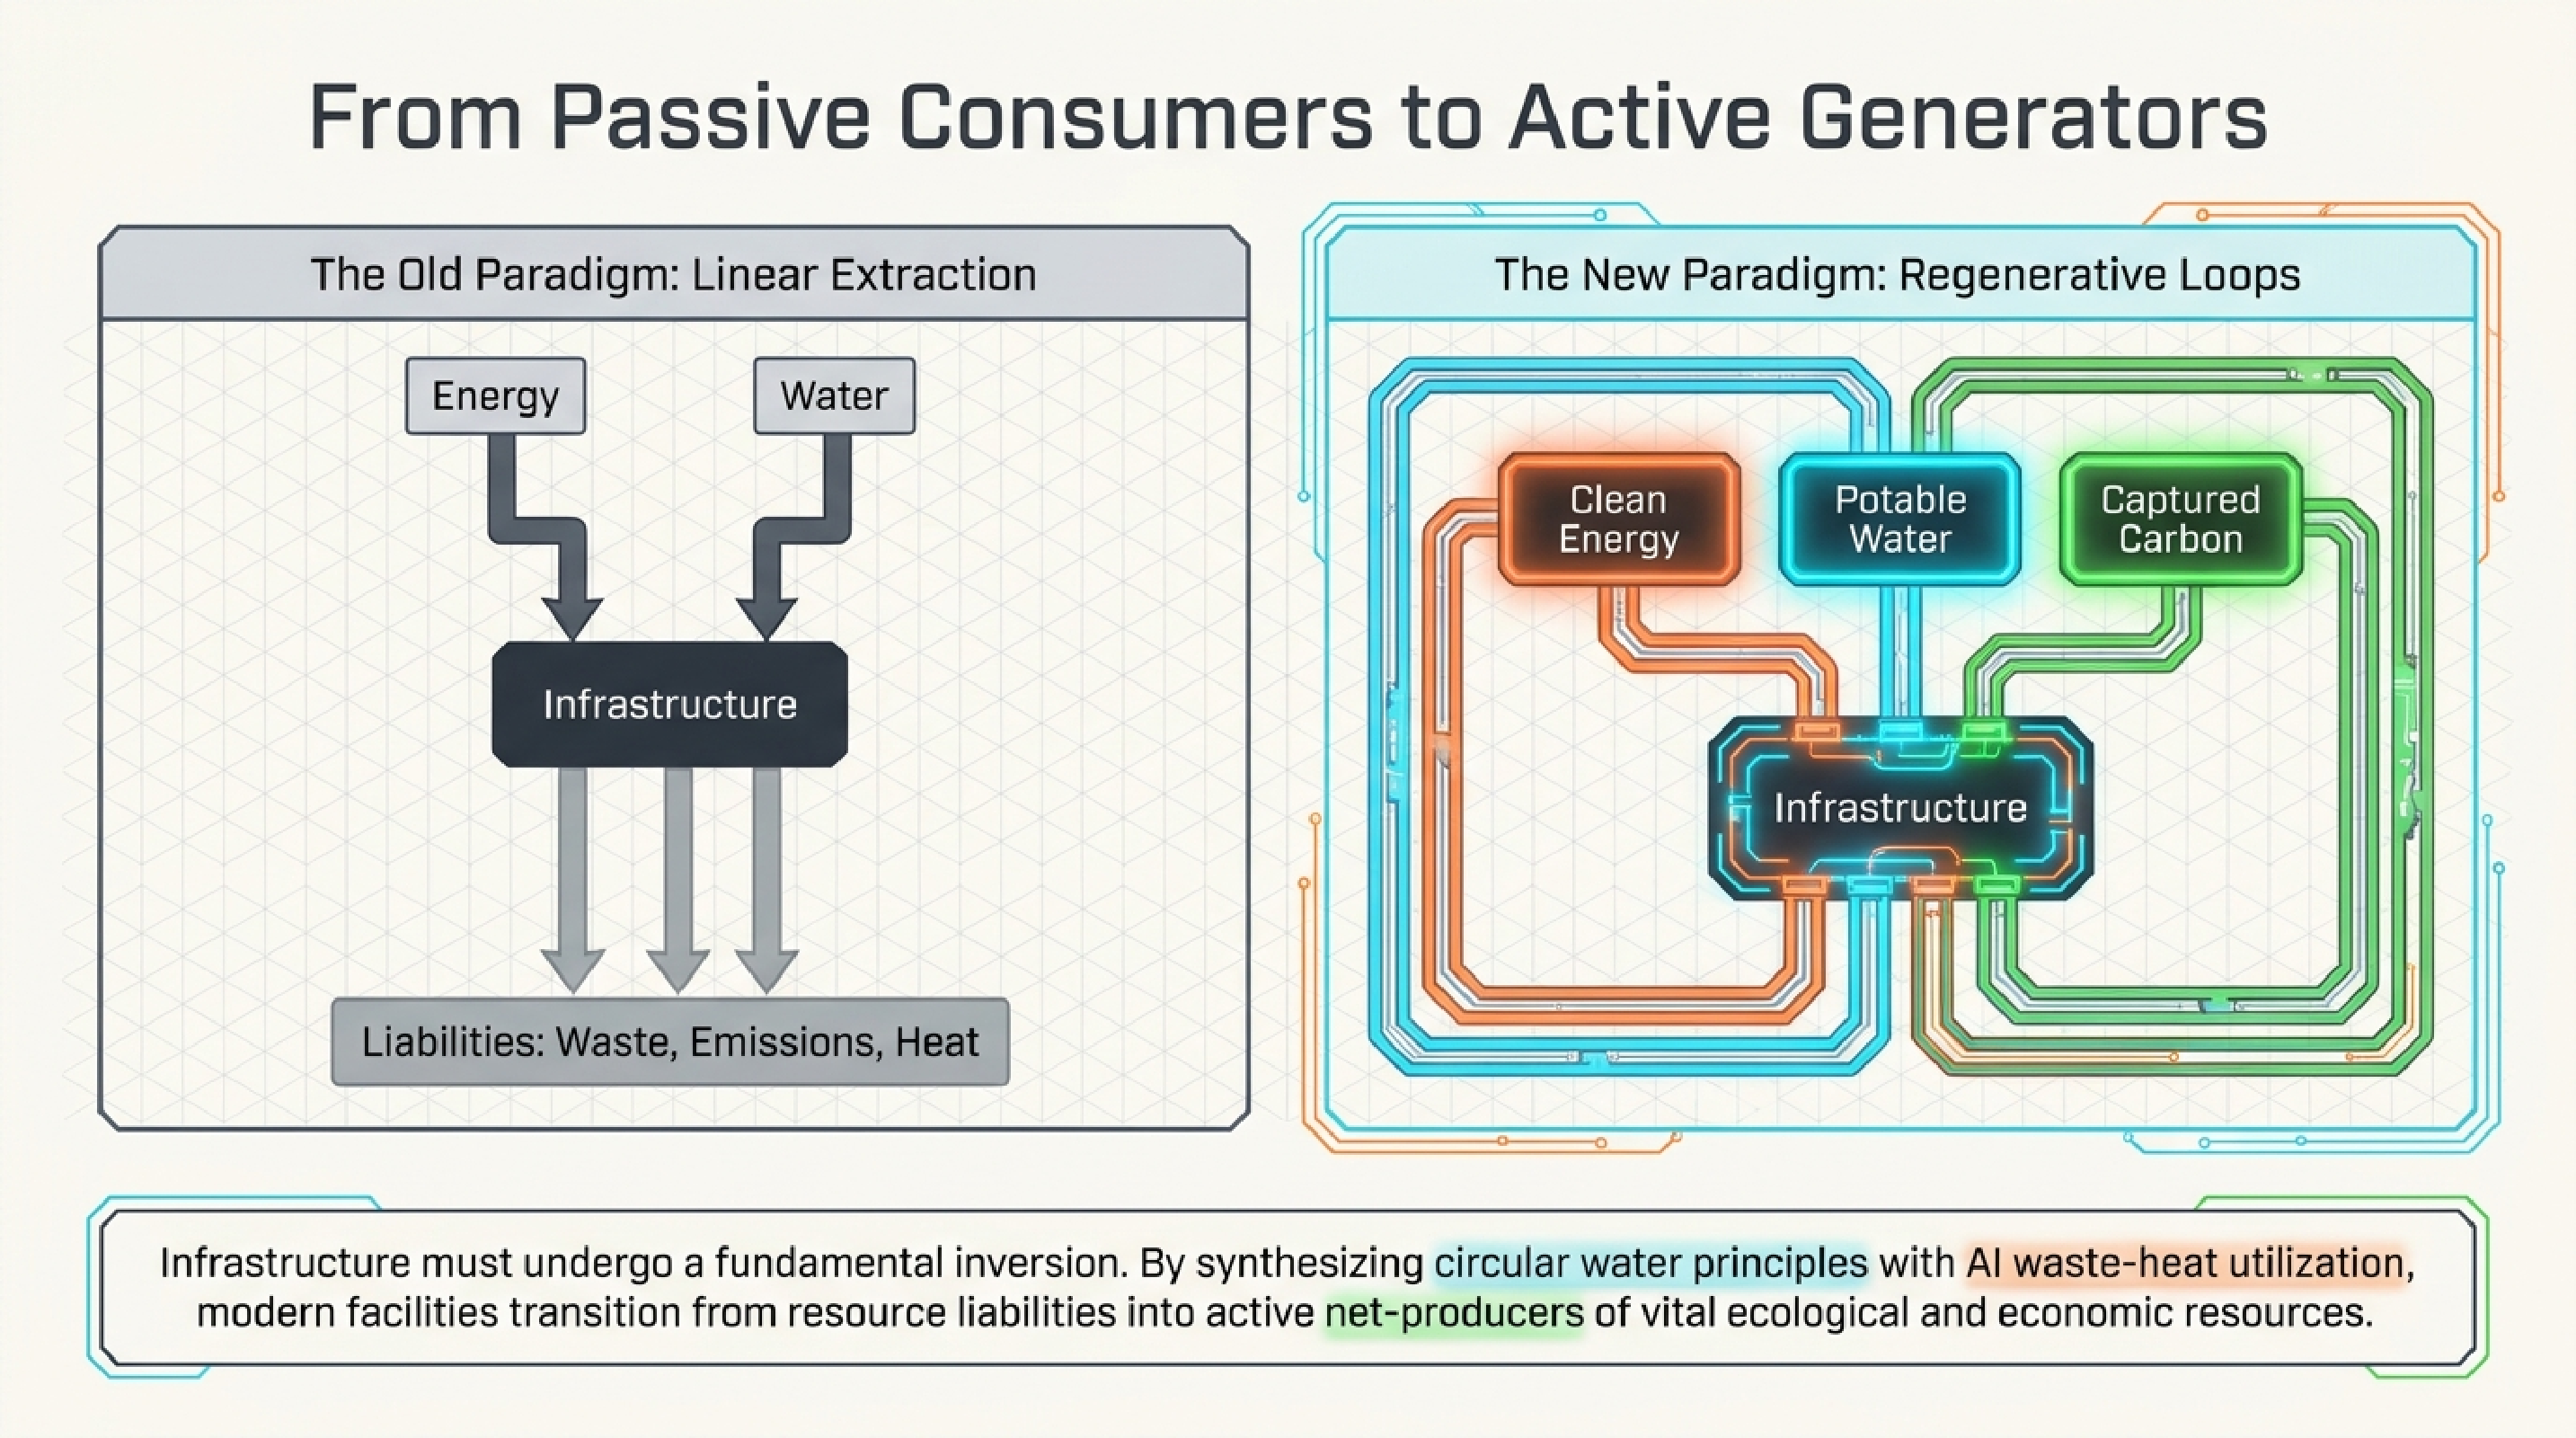 From Passive Consumers to Active Generators
The Old Paradigm: Linear Extraction
Energy
Water
Infrastructure
Liabilities: Waste, Emissions, Heat
The New Paradigm: Regenerative Loops
Clean
Energy
Potable
Water
Captured
Carbon
Infrastructure
Infrastructure must undergo a fundamental inversion. By synthesizing circular water principles with AI waste-heat utilization,
modern facilities transition from resource liabilities into active net-producers of vital ecological and economic resources.